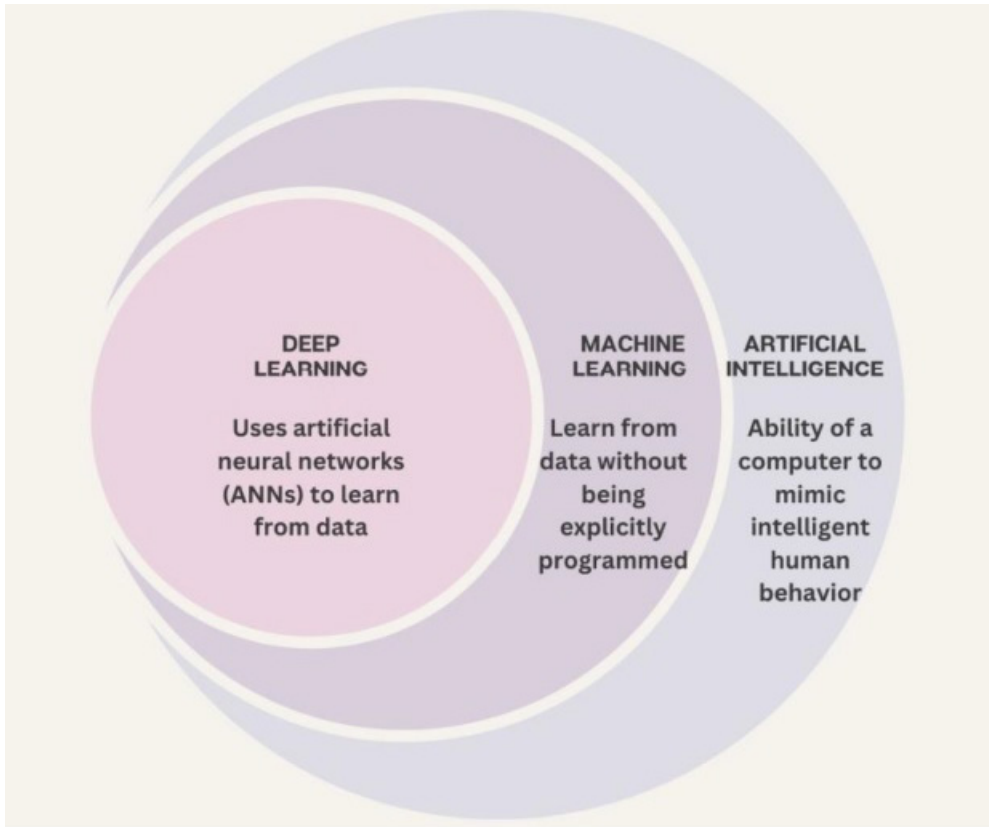 DEEP
LEARNING
Uses artificial
neural networks
(ANNs) to learn
from data
MACHINE
LEARNING
Learn from
data without
being
explicitly
programmed
ARTIFICIAL
INTELLIGENCE
Ability of a
computer to
mimic
intelligent
human
behavior